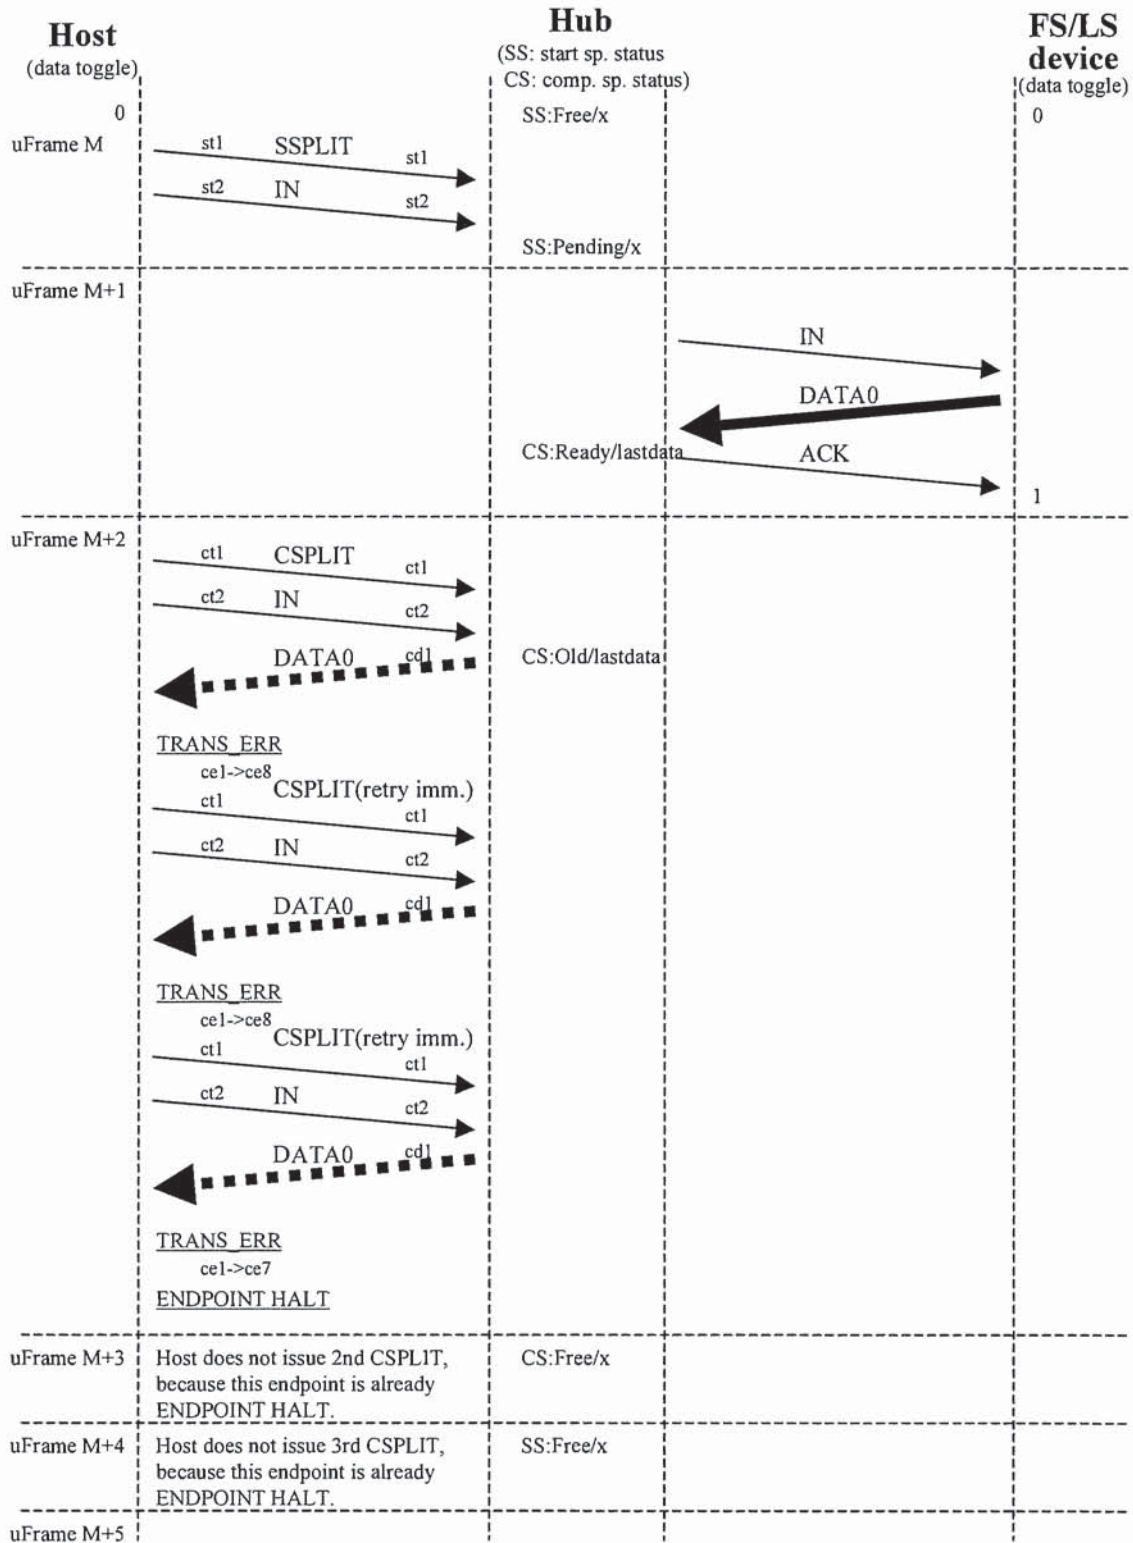 Host
(data toggle)
Hub
(SS: start sp. status
CS: comp. sp. status)
FS/LS
device
(data toggle)
0
SS:Free/x
0
uFrame M
st1 SSPLIT st1
st2 IN st2
SS:Pending/x
uFrame M+1
IN
DATA0
CS:Ready/lastdata
ACK
1
uFrame M+2
ct1 CSPLIT ct1
ct2 IN ct2
DATA0 cd1
CS:Old/lastdata
TRANS_ERR
ce1->ce8
CSPLIT(retry imm.)
ct1 ct1
ct2 IN ct2
DATA0 cd1
TRANS_ERR
ce1->ce8
CSPLIT(retry imm.)
ct1 ct1
ct2 IN ct2
DATA0 cd1
TRANS_ERR
ce1->ce7
ENDPOINT HALT
uFrame M+3
Host does not issue 2nd CSPLIT,
because this endpoint is already
ENDPOINT HALT.
CS:Free/x
uFrame M+4
Host does not issue 3rd CSPLIT,
because this endpoint is already
ENDPOINT HALT.
SS:Free/x
uFrame M+5